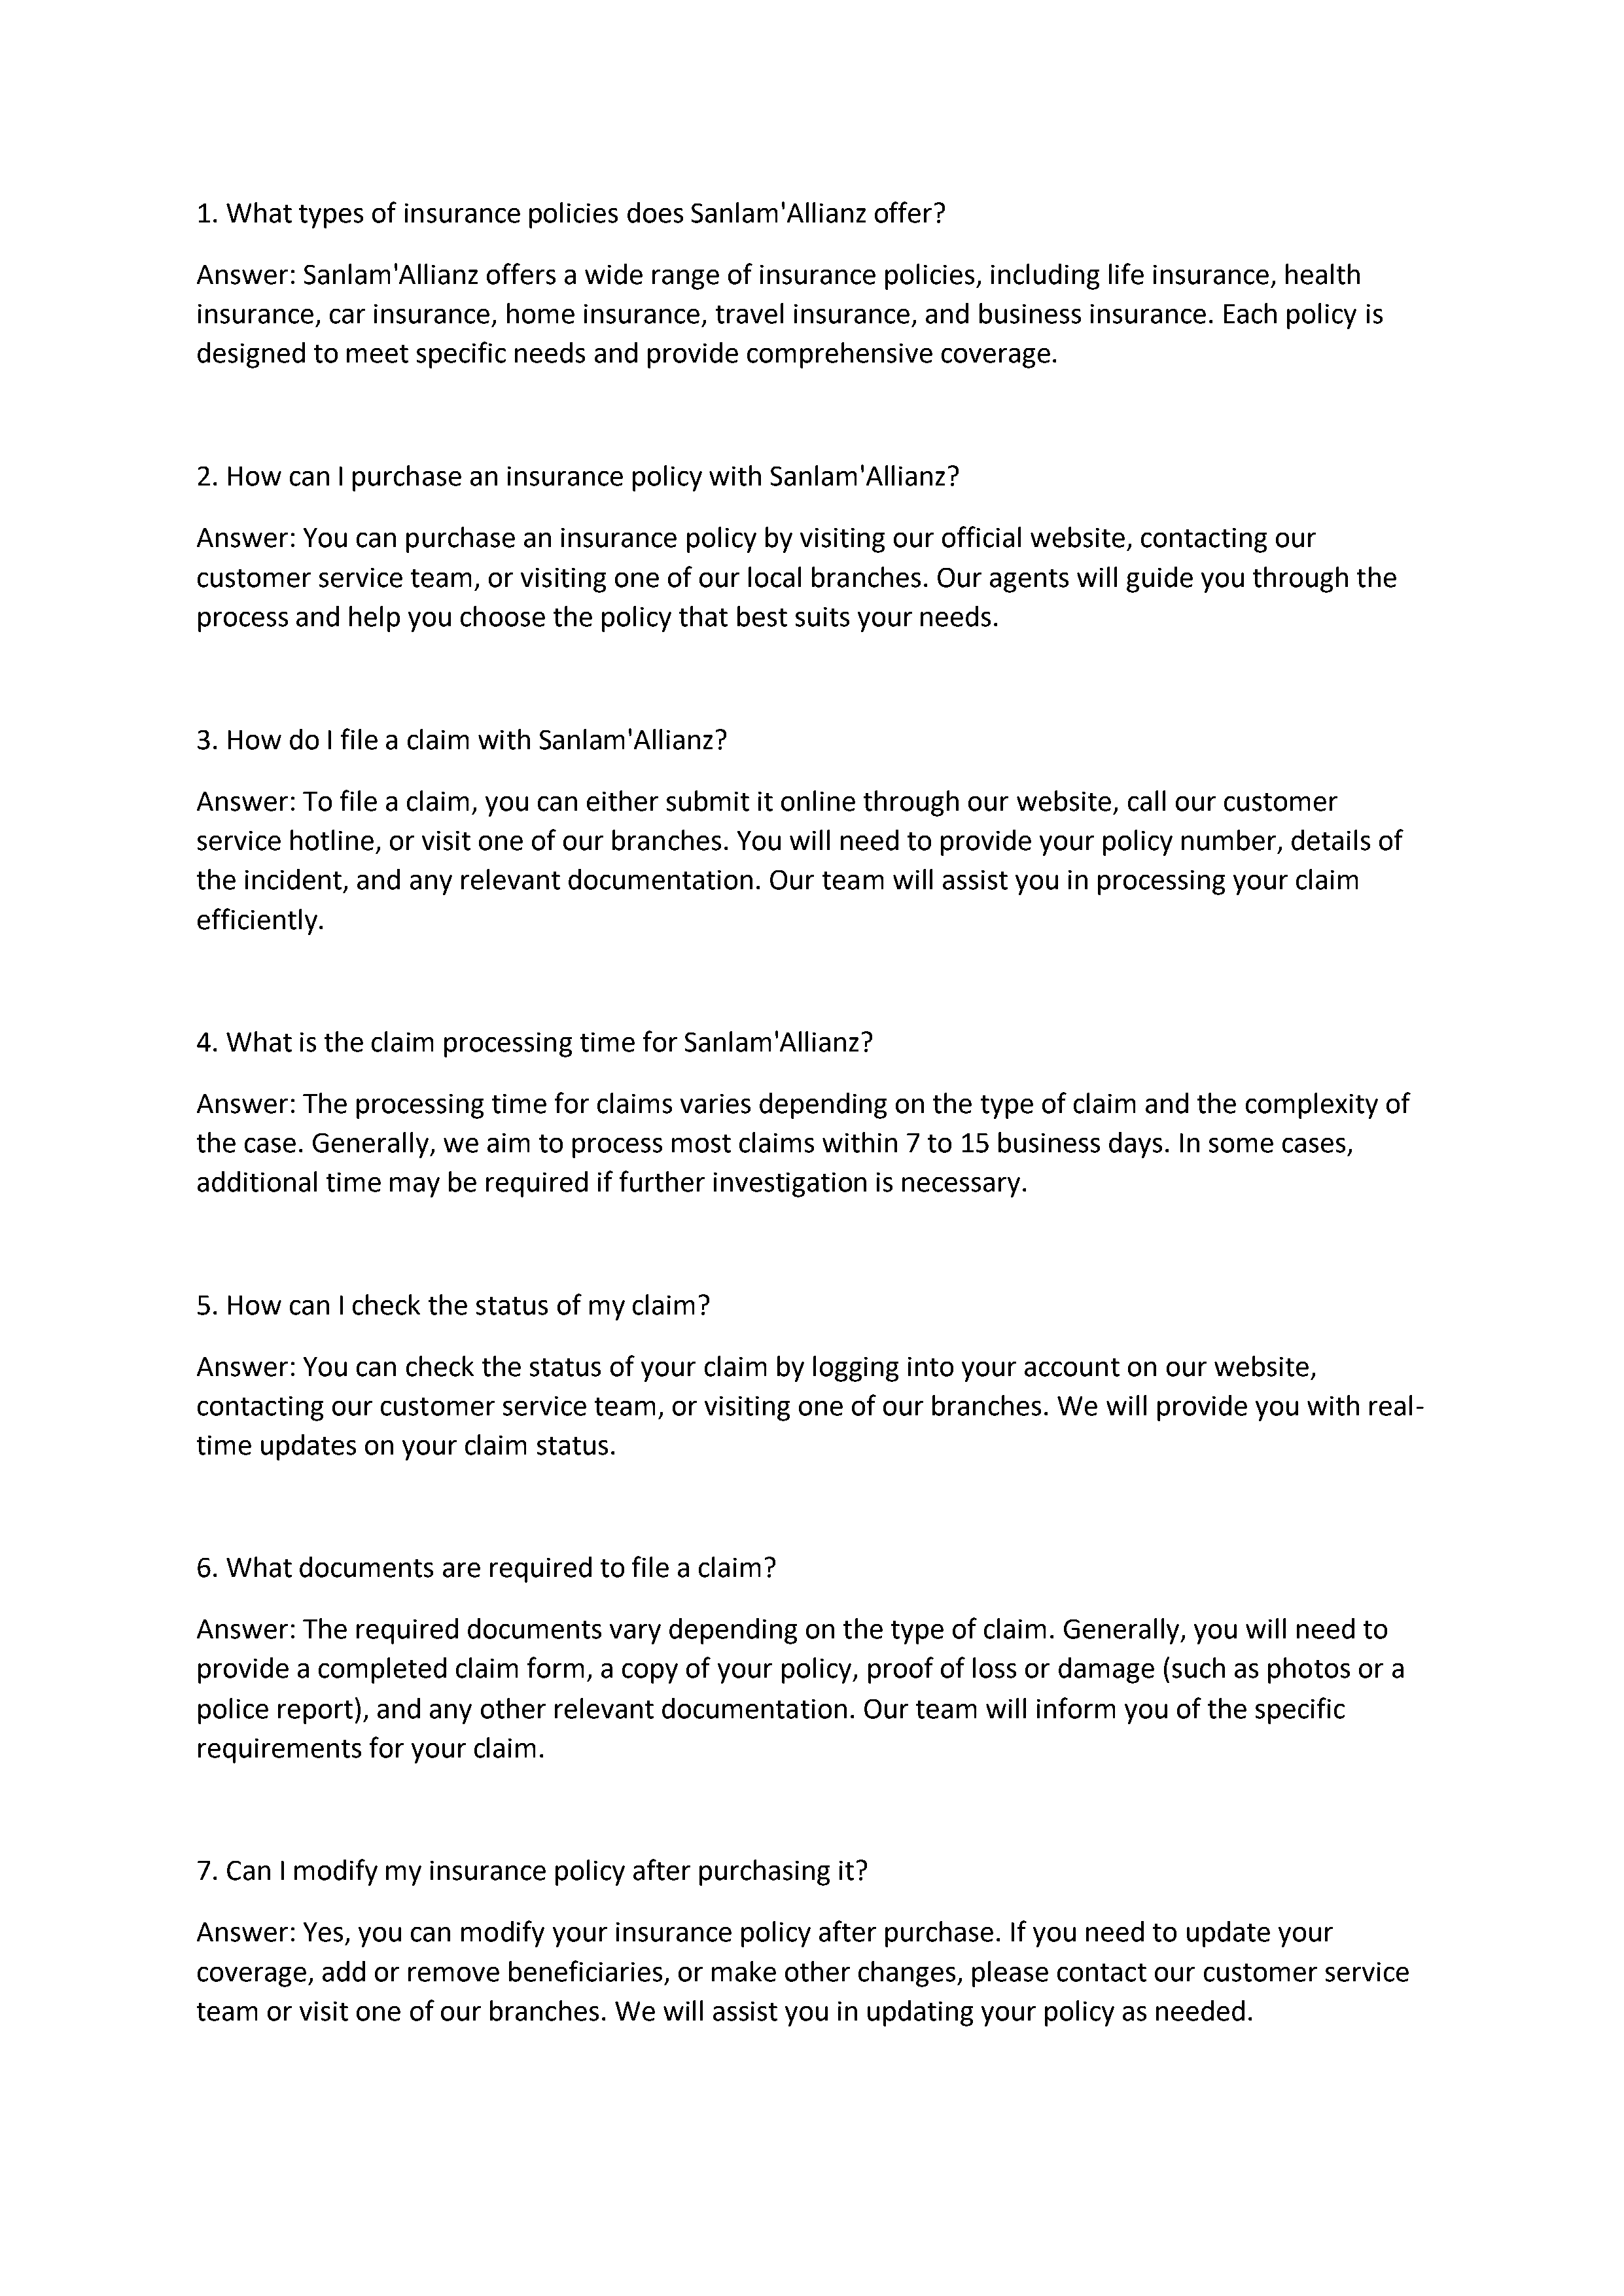 1. What types of insurance policies does Sanlam'Allianz offer?
Answer: Sanlam'Allianz offers a wide range of insurance policies, including life insurance, health
insurance, car insurance, home insurance, travel insurance, and business insurance. Each policy is
designed to meet specific needs and provide comprehensive coverage.
2. How can I purchase an insurance policy with Sanlam'Allianz?
Answer: You can purchase an insurance policy by visiting our official website, contacting our
customer service team, or visiting one of our local branches. Our agents will guide you through the
process and help you choose the policy that best suits your needs.
3. How do I file a claim with Sanlam'Allianz?
Answer: To file a claim, you can either submit it online through our website, call our customer
service hotline, or visit one of our branches. You will need to provide your policy number, details of
the incident, and any relevant documentation. Our team will assist you in processing your claim
efficiently.
4. What is the claim processing time for Sanlam'Allianz?
Answer: The processing time for claims varies depending on the type of claim and the complexity of
the case. Generally, we aim to process most claims within 7 to 15 business days. In some cases,
additional time may be required if further investigation is necessary.
5. How can I check the status of my claim?
Answer: You can check the status of your claim by logging into your account on our website,
contacting our customer service team, or visiting one of our branches. We will provide you with real-
time updates on your claim status.
6. What documents are required to file a claim?
Answer: The required documents vary depending on the type of claim. Generally, you will need to
provide a completed claim form, a copy of your policy, proof of loss or damage (such as photos or a
police report), and any other relevant documentation. Our team will inform you of the specific
requirements for your claim.
7. Can I modify my insurance policy after purchasing it?
Answer: Yes, you can modify your insurance policy after purchase. If you need to update your
coverage, add or remove beneficiaries, or make other changes, please contact our customer service
team or visit one of our branches. We will assist you in updating your policy as needed.